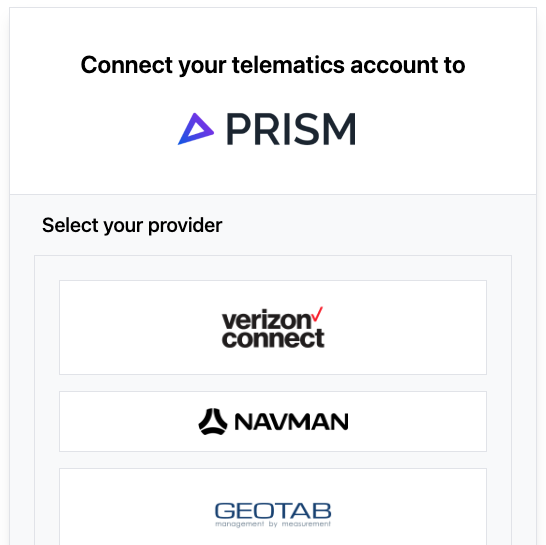 Connect your telematics account to
PRISM
Select your provider
verizon✓
connect
NAVMAN
GEOTAB
management by measurement